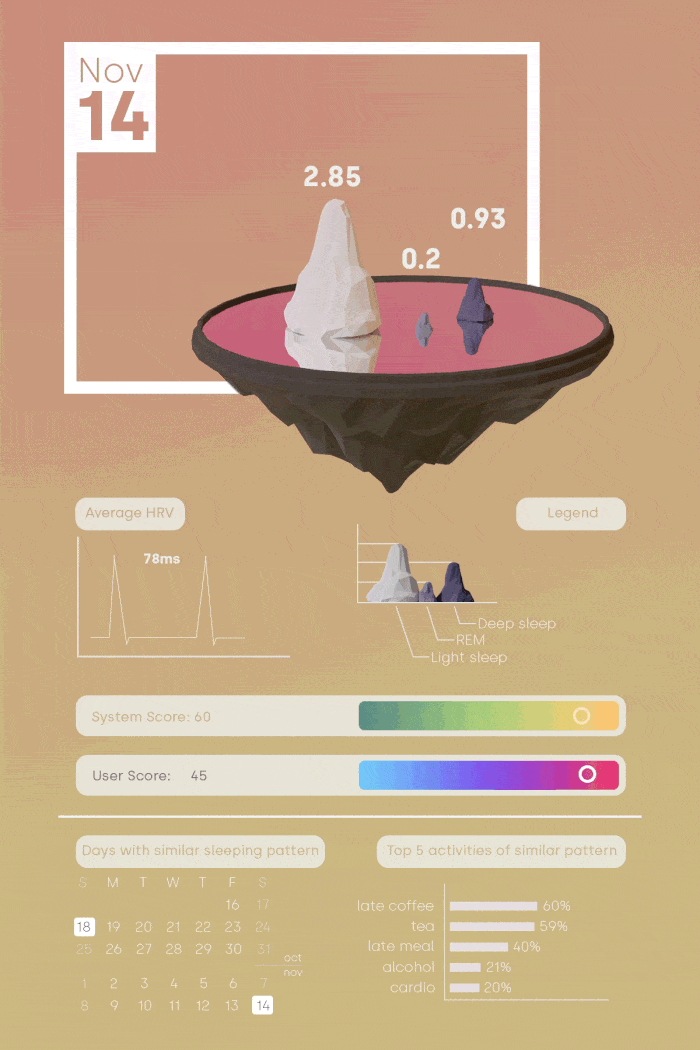 Nov
14
2.85
0.93
0.2
Average HRV
Legend
78ms
Deep sleep
REM
Light sleep
System Score: 60
User Score: 45
Days with similar sleeping pattern
Top 5 activities of similar pattern
S M T W T F S
16 17
18 19 20 21 22 23 24
25 26 27 28 29 30 31
oct
nov
1 2 3 4 5 6 7
8 9 10 11 12 13 14
late coffee 60%
tea 59%
late meal 40%
alcohol 21%
cardio 20%